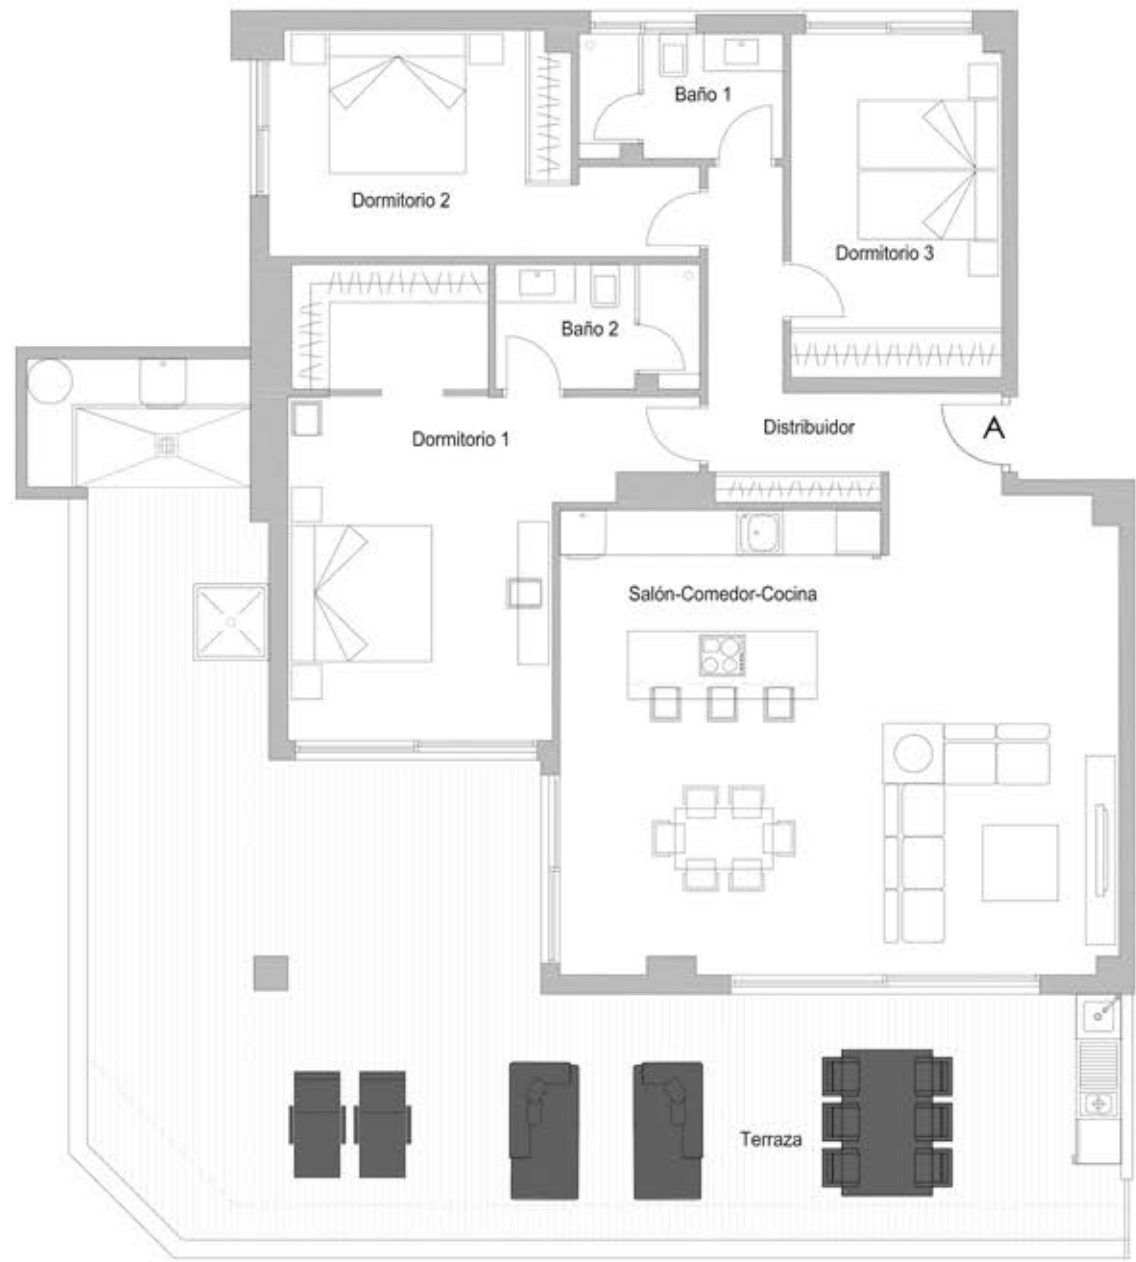 Baño 1
Dormitorio 2
Dormitorio 3
Baño 2
Dormitorio 1
Distribuidor
A
Salón-Comedor-Cocina
Terraza